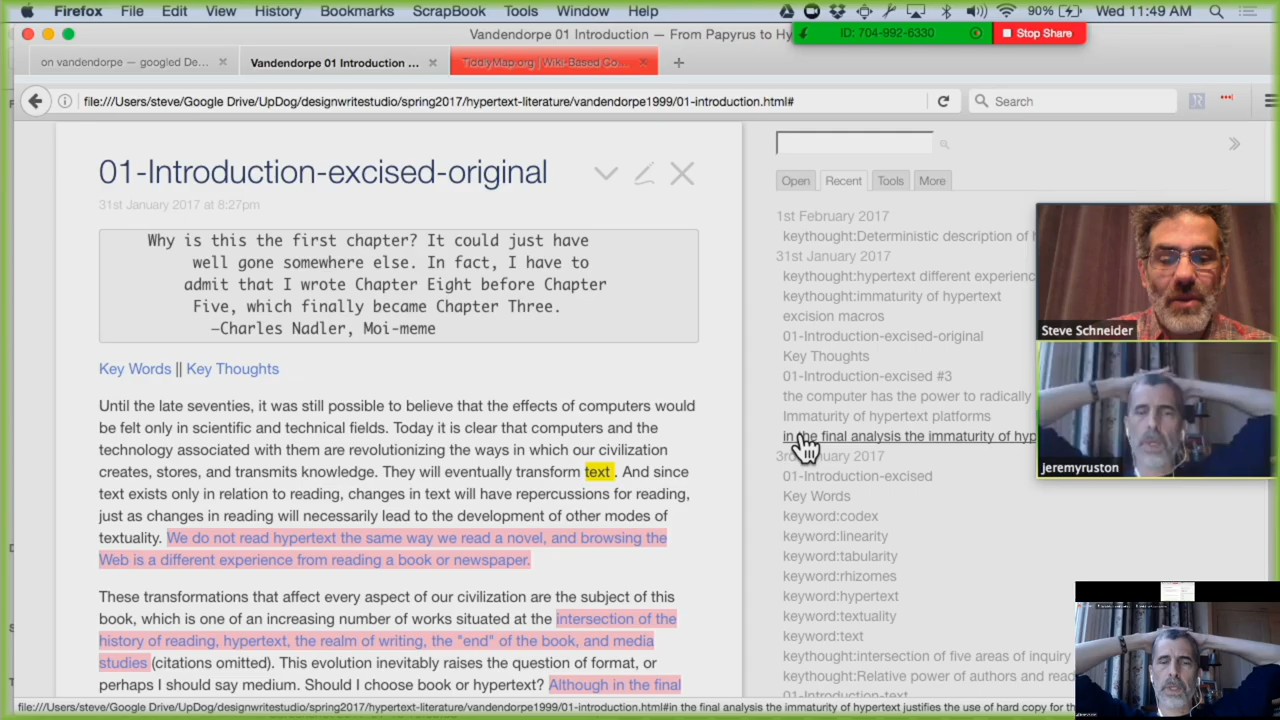 Firefox File Edit View History Bookmarks ScrapBook Tools Window Help 90% Wed 11:49 AM
Vandendorpe 01 Introduction — From Papyrus to Hy
ID: 704-992-6330 Stop Share
on vandendorpe — googled De... × Vandendorpe 01 Introduction ... × TiddlyMap.org | Wiki-Based Co... × +
file:///Users/steve/Google Drive/UpDog/designwritestudio/spring2017/hypertext-literature/vandendorpe1999/01-introduction.html#
Search
01-Introduction-excised-original
31st January 2017 at 8:27pm
Why is this the first chapter? It could just have
well gone somewhere else. In fact, I have to
admit that I wrote Chapter Eight before Chapter
Five, which finally became Chapter Three.
—Charles Nadler, Moi-meme
Key Words || Key Thoughts
Until the late seventies, it was still possible to believe that the effects of computers would
be felt only in scientific and technical fields. Today it is clear that computers and the
technology associated with them are revolutionizing the ways in which our civilization
creates, stores, and transmits knowledge. They will eventually transform text . And since
text exists only in relation to reading, changes in text will have repercussions for reading,
just as changes in reading will necessarily lead to the development of other modes of
textuality. We do not read hypertext the same way we read a novel, and browsing the
Web is a different experience from reading a book or newspaper.
These transformations that affect every aspect of our civilization are the subject of this
book, which is one of an increasing number of works situated at the intersection of the
history of reading, hypertext, the realm of writing, the "end" of the book, and media
studies (citations omitted). This evolution inevitably raises the question of format, or
perhaps I should say medium. Should I choose book or hypertext? Although in the final
Open Recent Tools More
1st February 2017
keythought:Deterministic description of
31st January 2017
keythought:hypertext different experienc
keythought:immaturity of hypertext
excision macros
01-Introduction-excised-original
Key Thoughts
01-Introduction-excised #3
the computer has the power to radically
Immaturity of hypertext platforms
in the final analysis the immaturity of hyp
January 2017
01-Introduction-excised
Key Words
keyword:codex
keyword:linearity
keyword:tabularity
keyword:rhizomes
keyword:hypertext
keyword:textuality
keyword:text
keythought:intersection of five areas of inquiry
keythought:Relative power of authors and read
01-Introduction-text
Steve Schneider
jeremyruston
file:///Users/steve/Google Drive/UpDog/designwritestudio/spring2017/hypertext-literature/vandendorpe1999/01-introduction.html#in the final analysis the immaturity of hypertext justifies the use of hard copy for th